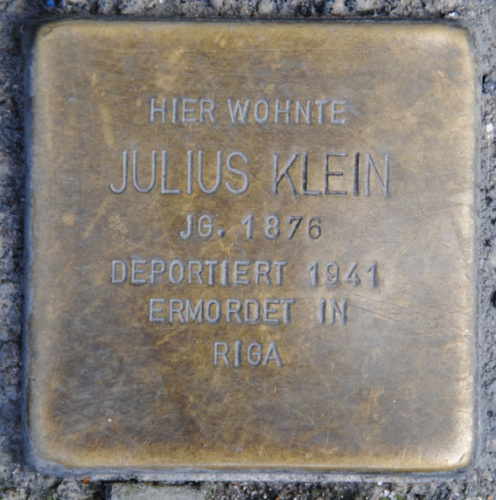 HIER WOHNTE
JULIUS KLEIN
JG. 1876
DEPORTIERT 1941
ERMORDET IN
RIGA